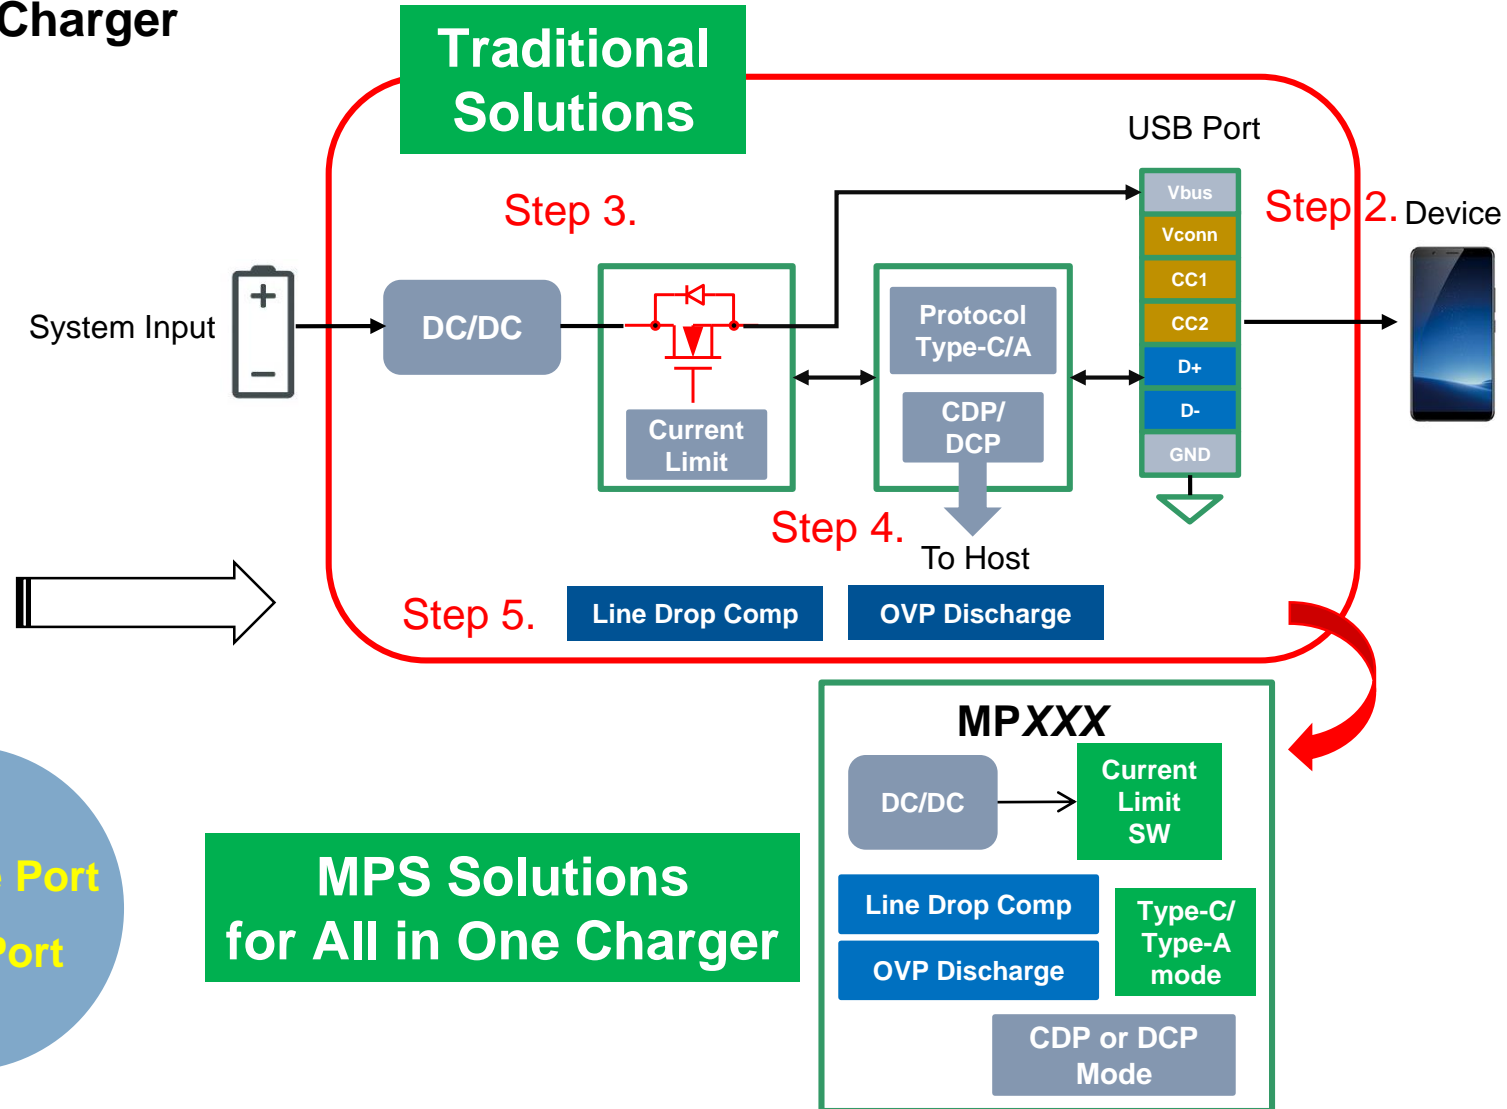 Charger
Traditional
Solutions
USB Port
Step 3.
Step 2.
Device
Vbus
Vconn
CC1
CC2
D+
D-
GND
System Input
+
−
DC/DC
Current
Limit
Protocol
Type-C/A
CDP/
DCP
Step 4.
To Host
Step 5.
Line Drop Comp
OVP Discharge
MPXXX
DC/DC
Current
Limit
SW
Line Drop Comp
OVP Discharge
Type-C/
Type-A
mode
CDP or DCP
Mode
MPS Solutions
for All in One Charger
Port
Port